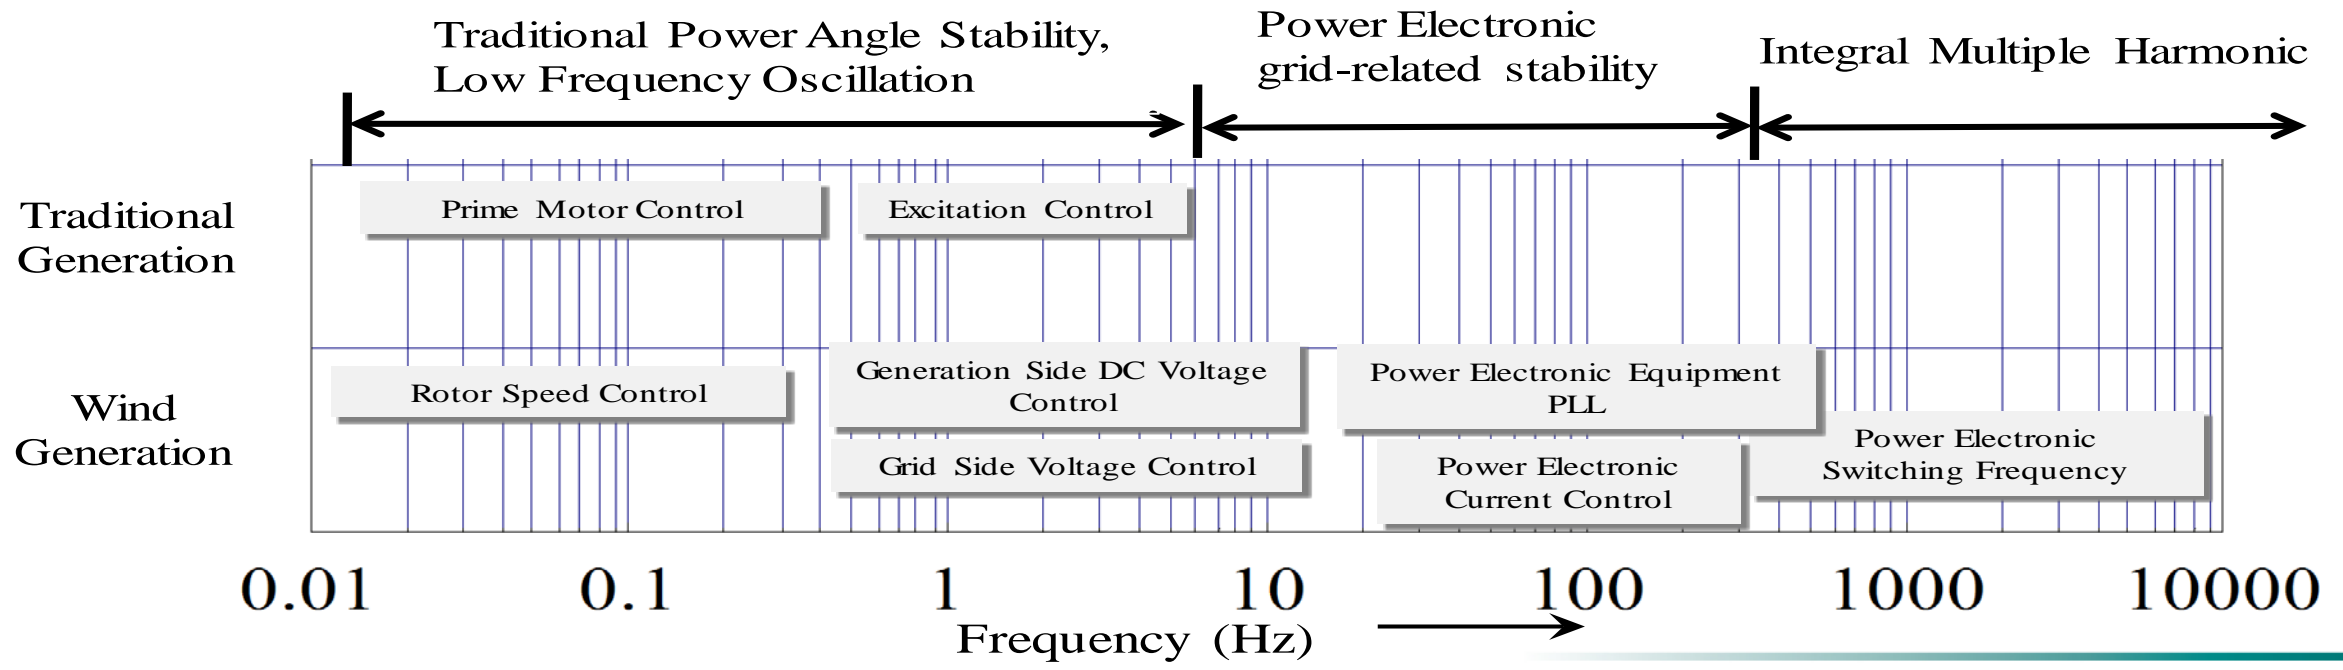 Traditional Power Angle Stability,
Low Frequency Oscillation
Power Electronic
grid-related stability
Integral Multiple Harmonic
Traditional
Generation
Prime Motor Control
Excitation Control
Wind
Generation
Rotor Speed Control
Generation Side DC Voltage
Control
Grid Side Voltage Control
Power Electronic Equipment
PLL
Power Electronic
Current Control
Power Electronic
Switching Frequency
0.01 0.1 1 10 100 1000 10000
Frequency (Hz)